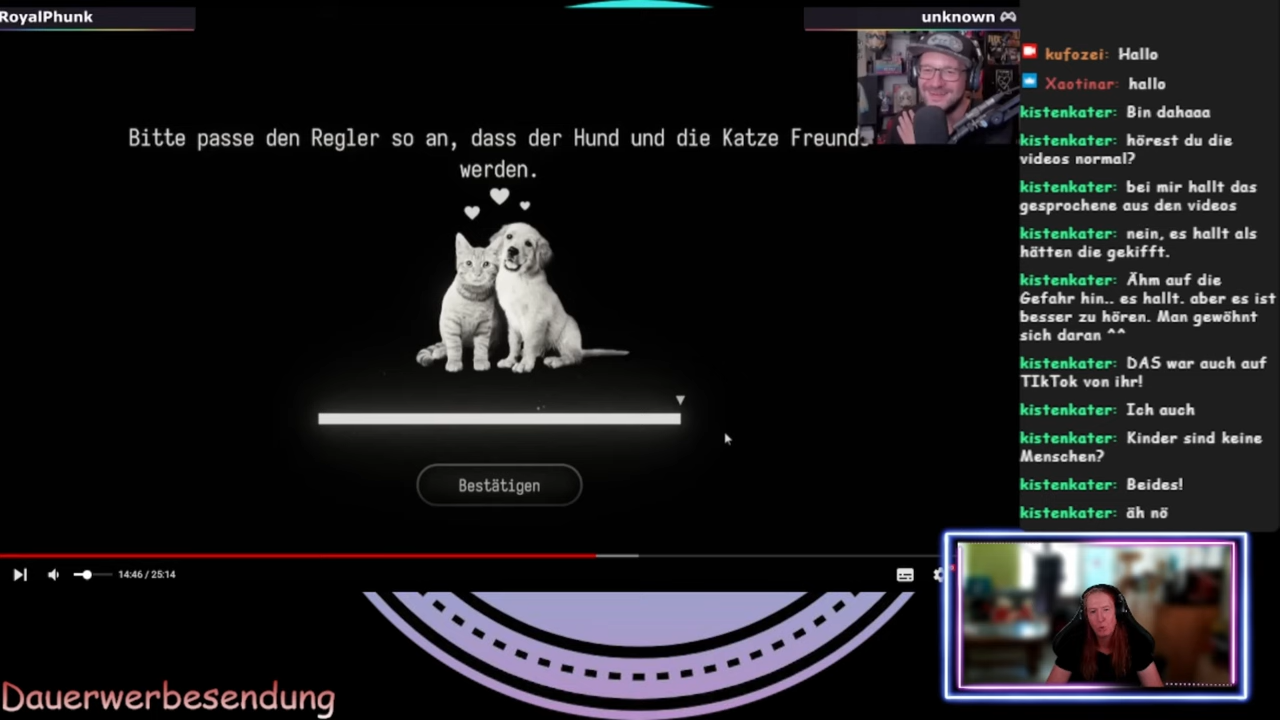 RoyalPhunk
unknown
Bitte passe den Regler so an, dass der Hund und die Katze Freunde
werden.
Bestätigen
14:46 / 25:14
Dauerwerbesendung
kufozei: Hallo
Xaotinar: hallo
kistenkater: Bin dahaaa
kistenkater: hörest du die
videos normal?
kistenkater: bei mir hallt das
gesprochene aus den videos
kistenkater: nein, es hallt als
hätten die gekifft.
kistenkater: Ähm auf die
Gefahr hin.. es hallt. aber es ist
besser zu hören. Man gewöhnt
sich daran ^^
kistenkater: DAS war auch auf
TIkTok von ihr!
kistenkater: Ich auch
kistenkater: Kinder sind keine
Menschen?
kistenkater: Beides!
kistenkater: äh nö